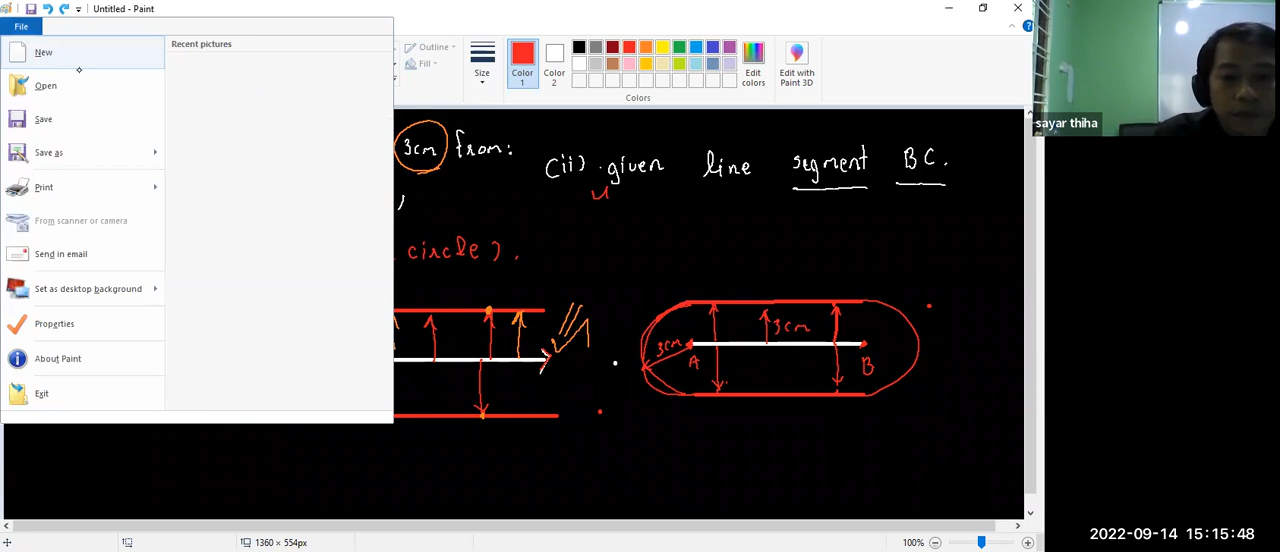 Untitled - Paint
File
New
Open
Save
Save as
Print
From scanner or camera
Send in email
Set as desktop background
Properties
About Paint
Exit
Recent pictures
Outline
Fill
Size
Color
1
Color
2
Edit
colors
Edit with
Paint 3D
Colors
sayar thiha
3cm from:
(ii) . given line segment BC.
,
circle).
3cm
3cm
A
B
1360 × 554px
100%
2022-09-14 15:15:48